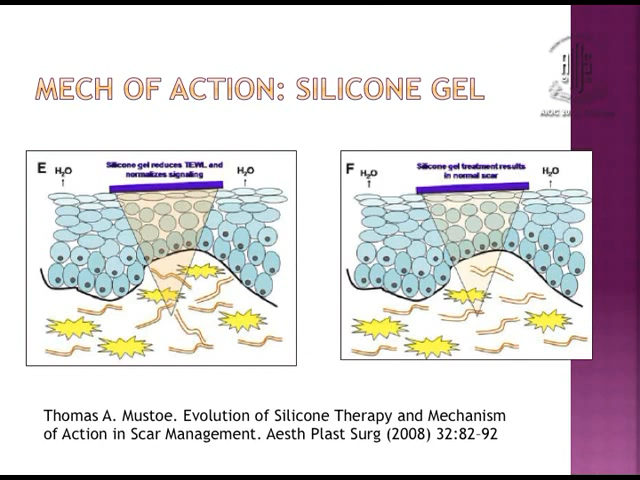 MECH OF ACTION: SILICONE GEL
E
Silicone gel reduces TEWL and
normalizes signaling
H₂O
H₂O
F
Silicone gel treatment results
in normal scar
H₂O
H₂O
Thomas A. Mustoe. Evolution of Silicone Therapy and Mechanism
of Action in Scar Management. Aesth Plast Surg (2008) 32:82–92